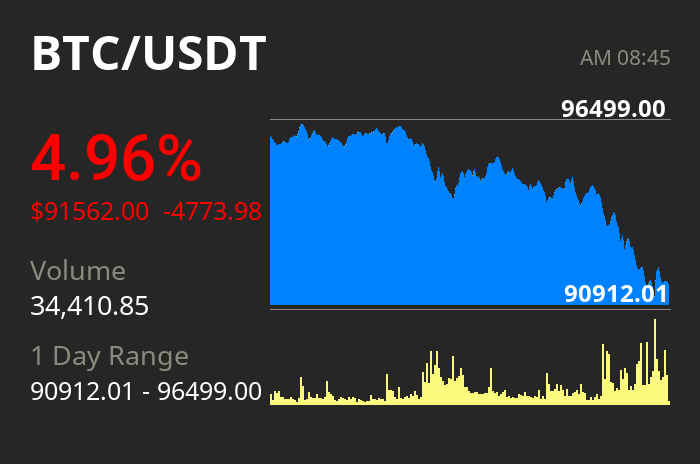 BTC/USDT
AM 08:45
96499.00
4.96%
$91562.00 -4773.98
Volume
34,410.85
90912.01
1 Day Range
90912.01 - 96499.00